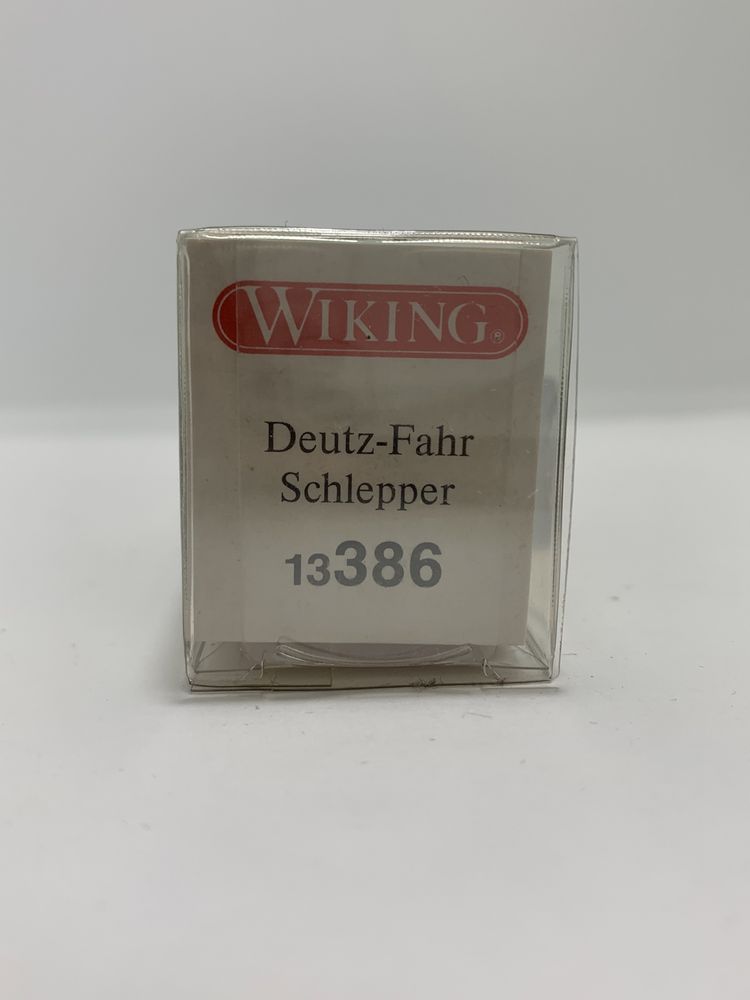 WIKING®
Deutz-Fahr
Schlepper
13386